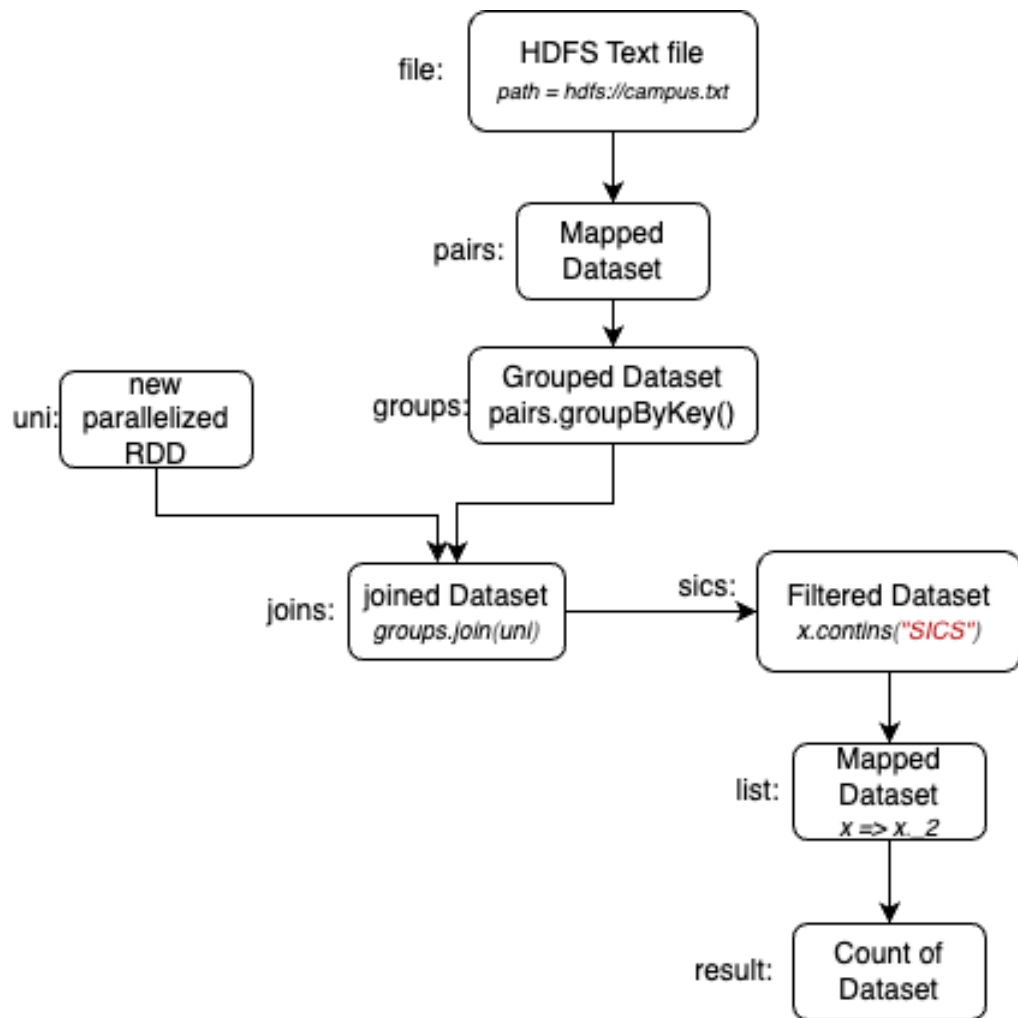 file:
HDFS Text file
path = hdfs://campus.txt
pairs:
Mapped
Dataset
groups:
Grouped Dataset
pairs.groupByKey()
uni:
new
parallelized
RDD
joins:
joined Dataset
groups.join(uni)
sics:
Filtered Dataset
x.contins("SICS")
list:
Mapped
Dataset
x => x._2
result:
Count of
Dataset